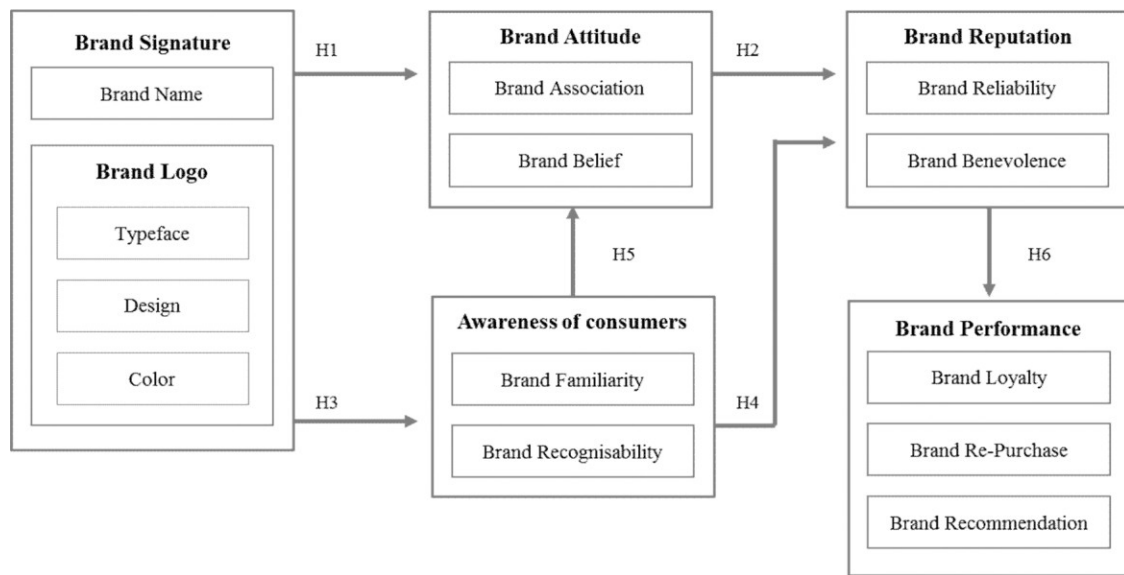 Brand Signature
Brand Name
Brand Logo
Typeface
Design
Color
H1
H3
Brand Attitude
Brand Association
Brand Belief
H5
Awareness of consumers
Brand Familiarity
Brand Recognisability
H2
H4
Brand Reputation
Brand Reliability
Brand Benevolence
H6
Brand Performance
Brand Loyalty
Brand Re-Purchase
Brand Recommendation